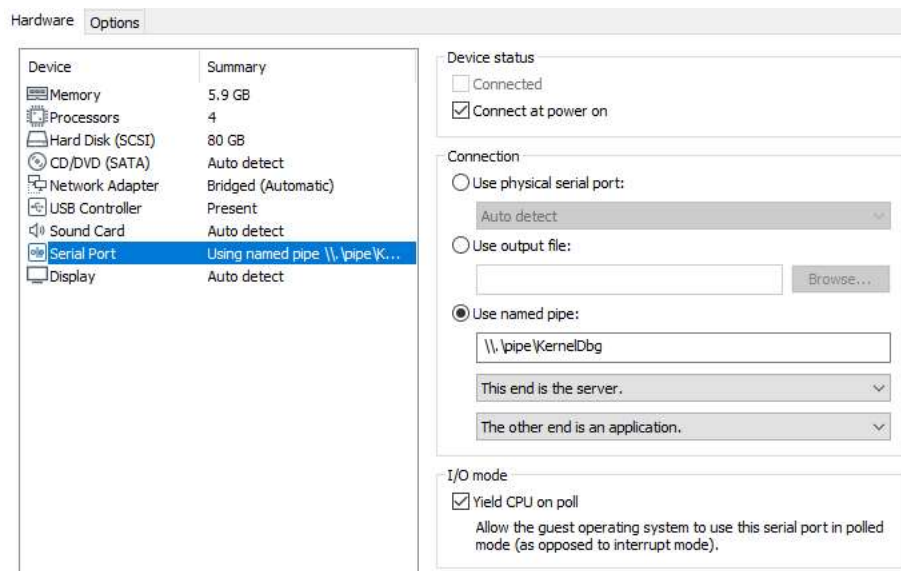 Hardware
Options
Device Summary
Memory 5.9 GB
Processors 4
Hard Disk (SCSI) 80 GB
CD/DVD (SATA) Auto detect
Network Adapter Bridged (Automatic)
USB Controller Present
Sound Card Auto detect
Serial Port Using named pipe \\.\pipe\K...
Display Auto detect
Device status
Connected
Connect at power on
Connection
Use physical serial port:
Auto detect
Use output file:
Browse...
Use named pipe:
\\.\pipe\KernelDbg
This end is the server.
The other end is an application.
I/O mode
Yield CPU on poll
Allow the guest operating system to use this serial port in polled
mode (as opposed to interrupt mode).